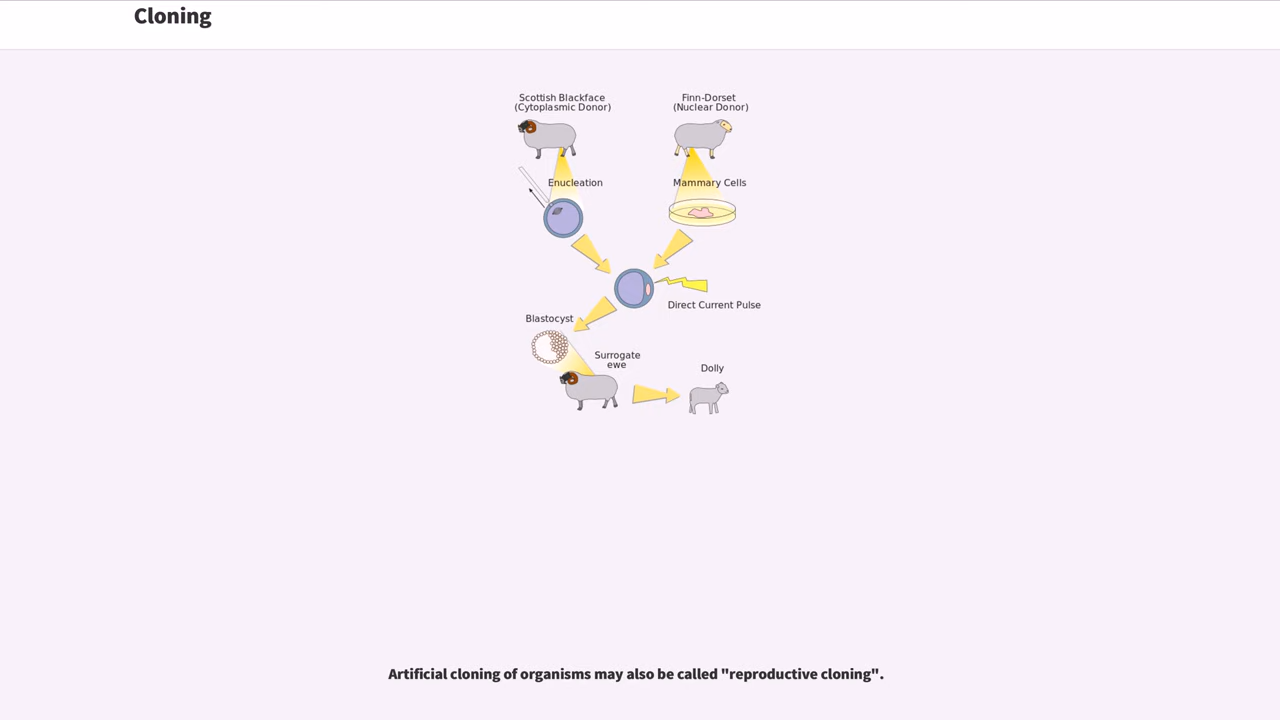 Cloning
Scottish Blackface
(Cytoplasmic Donor)
Finn-Dorset
(Nuclear Donor)
Enucleation
Mammary Cells
Direct Current Pulse
Blastocyst
Surrogate
ewe
Dolly
Artificial cloning of organisms may also be called "reproductive cloning".